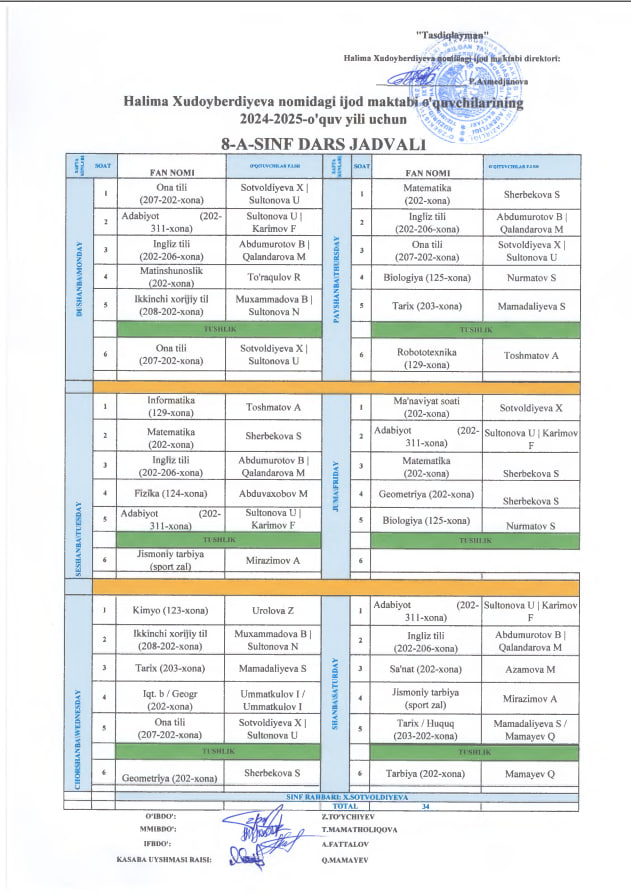 "Tasdiqlayman"
Halima Xudoyberdiyeva nomidagi ijod maktabi direktori:
P.Axmedjanova
Halima Xudoyberdiyeva nomidagi ijod maktabi o'quvchilarining
2024-2025-o'quv yili uchun
8-A-SINF DARS JADVALI
HAFTA KUNLARI SOAT FAN NOMI O'QITUVCHILAR F.I.SH
DUSHANBA\MONDAY
1 Ona tili (207-202-xona) Sotvoldiyeva X | Sultonova U
2 Adabiyot (202-311-xona) Sultonova U | Karimov F
3 Ingliz tili (202-206-xona) Abdumurotov B | Qalandarova M
4 Matinshunoslik (202-xona) To'raqulov R
5 Ikkinchi xorijiy til (208-202-xona) Muxammadova B | Sultonova N
TUSHLIK
6 Ona tili (207-202-xona) Sotvoldiyeva X | Sultonova U
SESHANBA\TUESDAY
1 Informatika (129-xona) Toshmatov A
2 Matematika (202-xona) Sherbekova S
3 Ingliz tili (202-206-xona) Abdumurotov B | Qalandarova M
4 Fizika (124-xona) Abduvaxobov M
5 Adabiyot (202-311-xona) Sultonova U | Karimov F
TUSHLIK
6 Jismoniy tarbiya (sport zal) Mirazimov A
CHORSHANBA\WEDNESDAY
1 Kimyo (123-xona) Urolova Z
2 Ikkinchi xorijiy til (208-202-xona) Muxammadova B | Sultonova N
3 Tarix (203-xona) Mamadaliyeva S
4 Iqt. b / Geogr (202-xona) Ummatkulov I / Ummatkulov I
5 Ona tili (207-202-xona) Sotvoldiyeva X | Sultonova U
TUSHLIK
6 Geometriya (202-xona) Sherbekova S
HAFTA KUNLARI SOAT FAN NOMI O'QITUVCHILAR F.I.SH
PAYSHANBA\THURSDAY
1 Matematika (202-xona) Sherbekova S
2 Ingliz tili (202-206-xona) Abdumurotov B | Qalandarova M
3 Ona tili (207-202-xona) Sotvoldiyeva X | Sultonova U
4 Biologiya (125-xona) Nurmatov S
5 Tarix (203-xona) Mamadaliyeva S
TUSHLIK
6 Robototexnika (129-xona) Toshmatov A
JUMA\FRIDAY
1 Ma'naviyat soati (202-xona) Sotvoldiyeva X
2 Adabiyot (202-311-xona) Sultonova U | Karimov F
3 Matematika (202-xona) Sherbekova S
4 Geometriya (202-xona) Sherbekova S
5 Biologiya (125-xona) Nurmatov S
TUSHLIK
6
SHANBA\SATURDAY
1 Adabiyot (202-311-xona) Sultonova U | Karimov F
2 Ingliz tili (202-206-xona) Abdumurotov B | Qalandarova M
3 Sa'nat (202-xona) Azamova M
4 Jismoniy tarbiya (sport zal) Mirazimov A
5 Tarix / Huquq (203-202-xona) Mamadaliyeva S / Mamayev Q
TUSHLIK
6 Tarbiya (202-xona) Mamayev Q
SINF RAHBARI: X.SOTVOLDIYEVA
TOTAL 34
O'IBDO': Z.TO'YCHIYEV
MMIBDO': T.MAMATHOLIQOVA
IFBDO': A.FATTALOV
KASABA UYSHMASI RAISI: Q.MAMAYEV